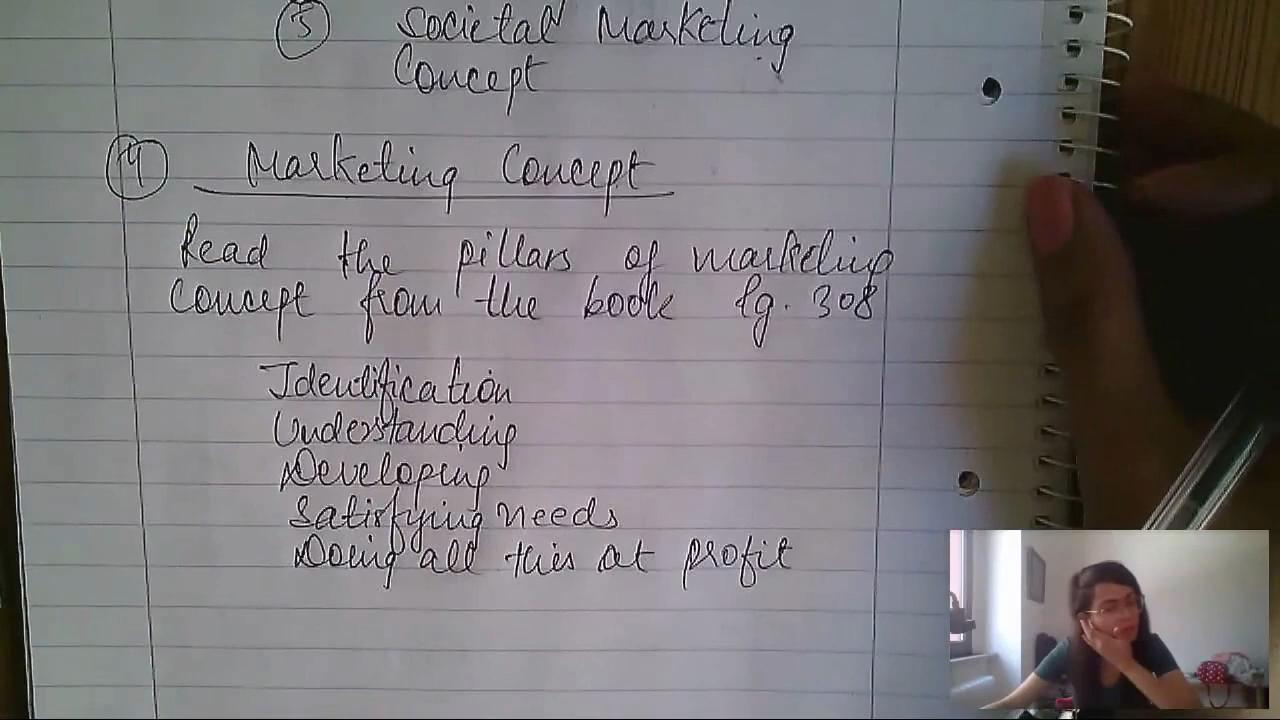 ⑤ Societal Marketing
Concept
④ Marketing Concept
Read the pillars of marketing
Concept from the book Pg. 308
Identification
Understanding
Developing
Satisfying needs
Doing all this at profit